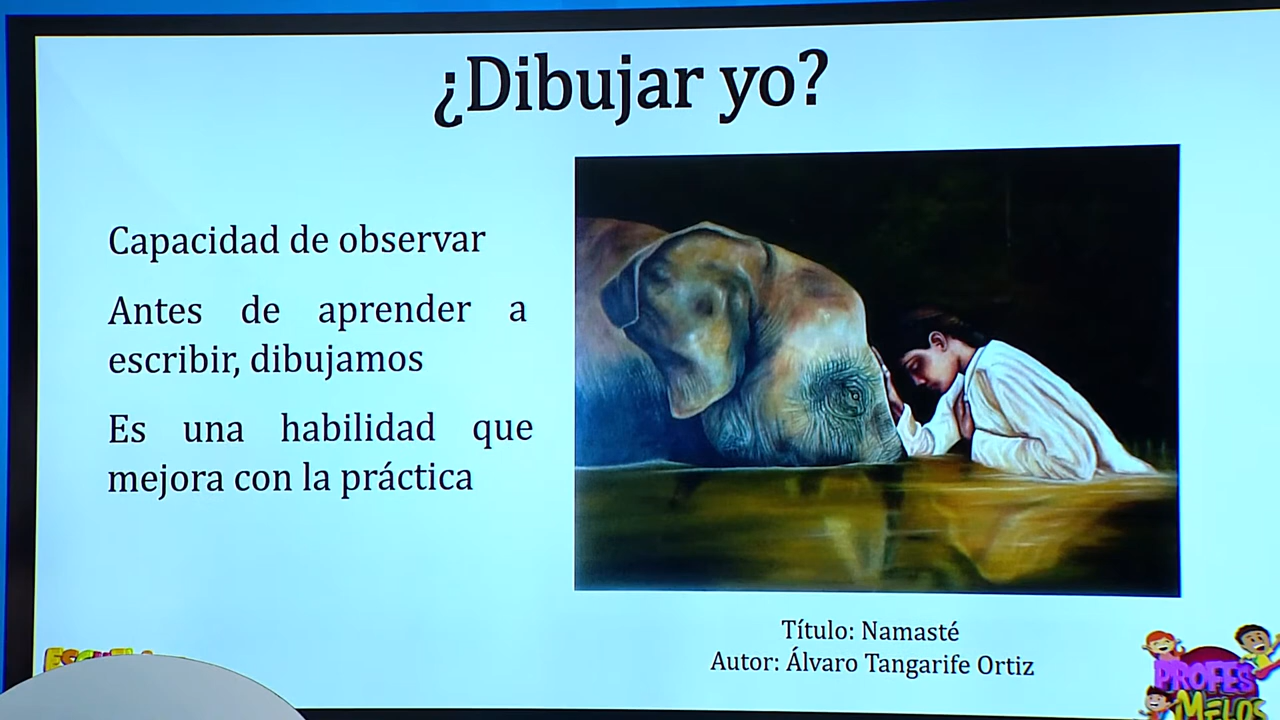 ¿Dibujar yo?
Capacidad de observar
Antes de aprender a
escribir, dibujamos
Es una habilidad que
mejora con la práctica
Título: Namasté
Autor: Álvaro Tangarife Ortiz
PROFES
MELOS